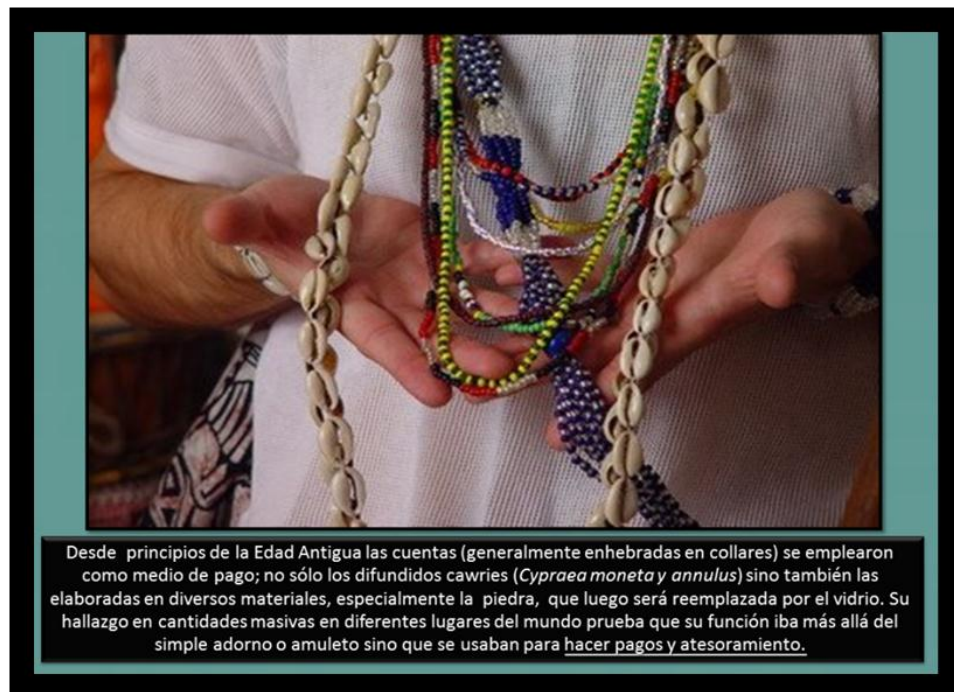 Desde principios de la Edad Antigua las cuentas (generalmente enhebradas en collares) se emplearon
como medio de pago; no sólo los difundidos cawries (Cypraea moneta y annulus) sino también las
elaboradas en diversos materiales, especialmente la piedra, que luego será reemplazada por el vidrio. Su
hallazgo en cantidades masivas en diferentes lugares del mundo prueba que su función iba más allá del
simple adorno o amuleto sino que se usaban para hacer pagos y atesoramiento.